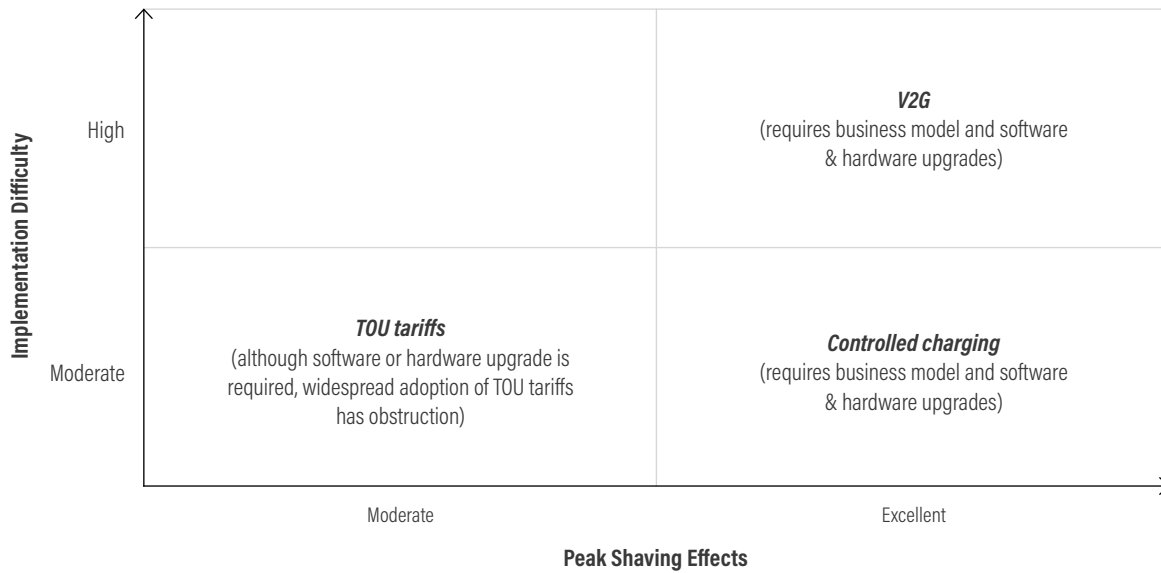 Implementation Difficulty
High
V2G
(requires business model and software
& hardware upgrades)
Moderate
TOU tariffs
(although software or hardware upgrade is
required, widespread adoption of TOU tariffs
has obstruction)
Controlled charging
(requires business model and software
& hardware upgrades)
Moderate
Excellent
Peak Shaving Effects